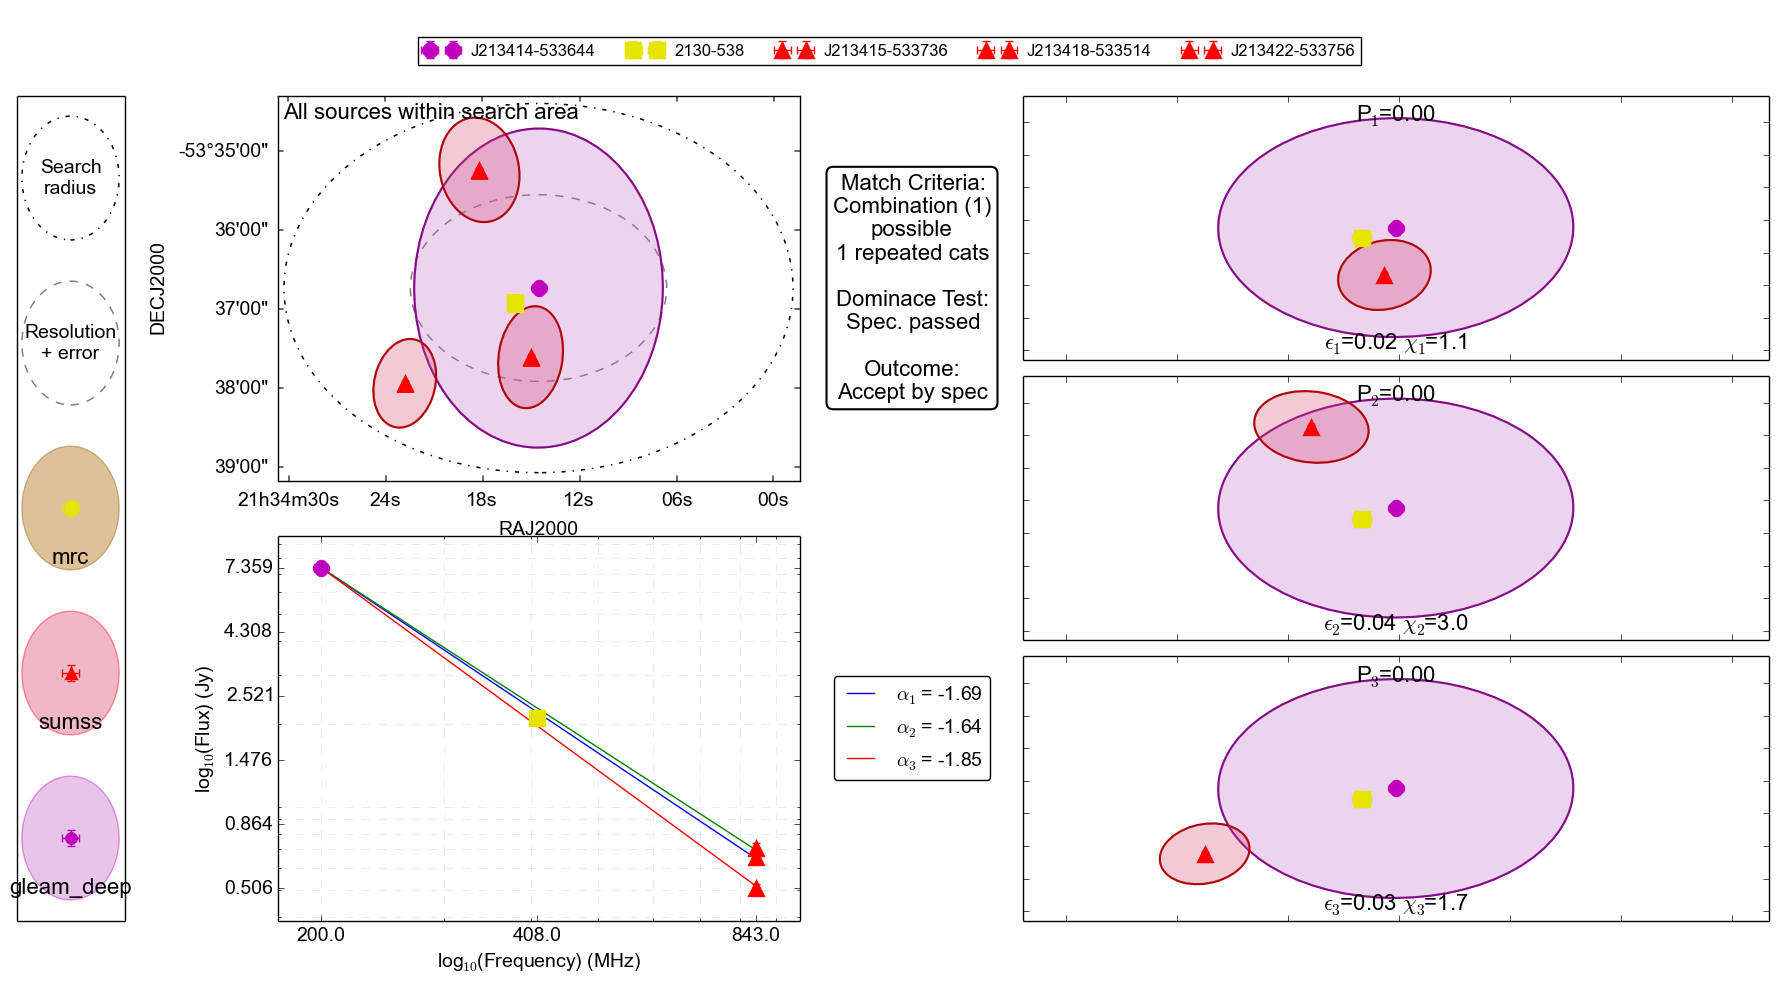 J213414-533644 2130-538 J213415-533736 J213418-533514 J213422-533756
Search
radius
Resolution
+ error
mrc
sumss
gleam_deep
All sources within search area
DECJ2000
-53°35'00"
36'00"
37'00"
38'00"
39'00"
21h34m30s 24s 18s 12s 06s 00s
RAJ2000
Match Criteria:
Combination (1)
possible
1 repeated cats
Dominace Test:
Spec. passed
Outcome:
Accept by spec
log₁₀(Flux) (Jy)
7.359
4.308
2.521
1.476
0.864
0.506
200.0 408.0 843.0
log₁₀(Frequency) (MHz)
α₁ = -1.69
α₂ = -1.64
α₃ = -1.85
P₁=0.00
ϵ₁=0.02 χ₁=1.1
P₂=0.00
ϵ₂=0.04 χ₂=3.0
P₃=0.00
ϵ₃=0.03 χ₃=1.7